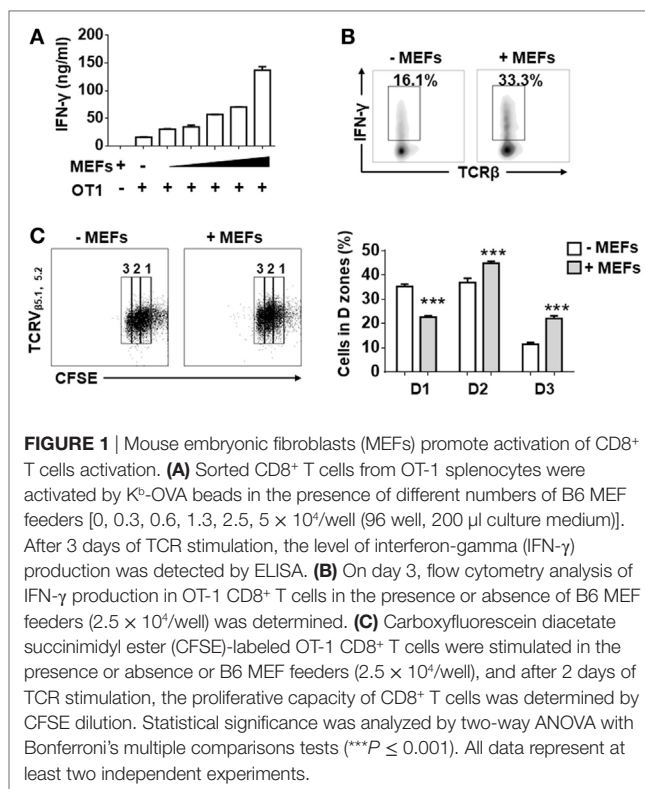 A
IFN-γ (ng/ml)
200
150
100
50
0
MEFs + -
OT1 - + + + + + +
B
- MEFs + MEFs
16.1% 33.3%
IFN-γ
TCRβ
C
- MEFs + MEFs
3 2 1 3 2 1
TCRVβ5.1, 5.2
CFSE
Cells in D zones (%)
50
40
30
20
10
0
*** *** ***
D1 D2 D3
- MEFs
+ MEFs
FIGURE 1 | Mouse embryonic fibroblasts (MEFs) promote activation of CD8⁺
T cells activation. (A) Sorted CD8⁺ T cells from OT-1 splenocytes were
activated by Kᵇ-OVA beads in the presence of different numbers of B6 MEF
feeders [0, 0.3, 0.6, 1.3, 2.5, 5 × 10⁴/well (96 well, 200 µl culture medium)].
After 3 days of TCR stimulation, the level of interferon-gamma (IFN-γ)
production was detected by ELISA. (B) On day 3, flow cytometry analysis of
IFN-γ production in OT-1 CD8⁺ T cells in the presence or absence of B6 MEF
feeders (2.5 × 10⁴/well) was determined. (C) Carboxyfluorescein diacetate
succinimidyl ester (CFSE)-labeled OT-1 CD8⁺ T cells were stimulated in the
presence or absence or B6 MEF feeders (2.5 × 10⁴/well), and after 2 days of
TCR stimulation, the proliferative capacity of CD8⁺ T cells was determined by
CFSE dilution. Statistical significance was analyzed by two-way ANOVA with
Bonferroni's multiple comparisons tests (***P ≤ 0.001). All data represent at
least two independent experiments.